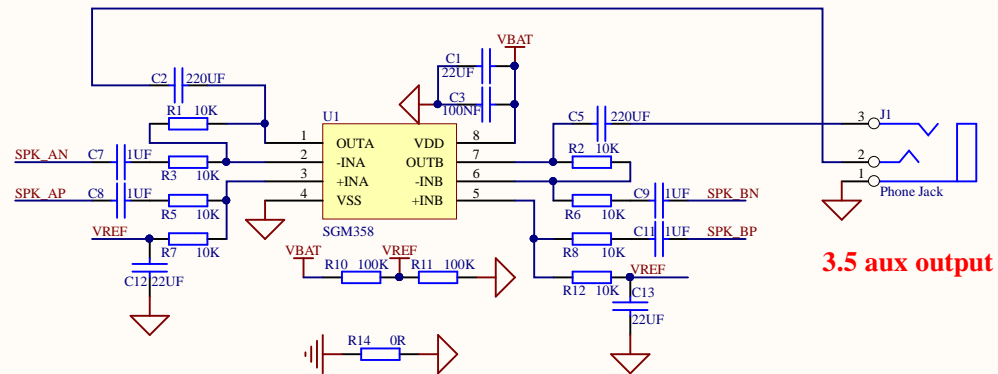 VBAT
C2 220UF
C1
22UF
R1 10K
C3
100NF
U1
C5 220UF
3 J1
1 OUTA VDD 8
SPK_AN C7 1UF
2 -INA OUTB 7
R2 10K
2
R3 10K
3 +INA -INB 6
1
Phone Jack
SPK_AP C8 1UF
4 VSS +INB 5
C9 1UF SPK_BN
R5 10K
R6 10K
SGM358
VREF
C11 1UF SPK_BP
R7 10K
R8 10K
VBAT VREF
3.5 aux output
R10 100K R11 100K
VREF
C12 22UF
R12 10K
C13
22UF
R14 0R